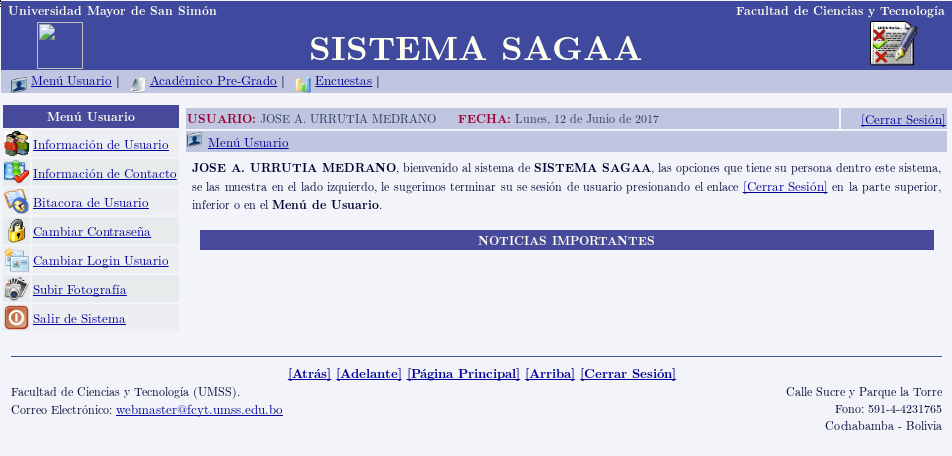 Universidad Mayor de San Simón
Facultad de Ciencias y Tecnología
SISTEMA SAGAA
Menú Usuario | Académico Pre-Grado | Encuestas |
Menú Usuario
Información de Usuario
Información de Contacto
Bitacora de Usuario
Cambiar Contraseña
Cambiar Login Usuario
Subir Fotografía
Salir de Sistema
USUARIO: JOSE A. URRUTIA MEDRANO FECHA: Lunes, 12 de Junio de 2017 [Cerrar Sesión]
Menú Usuario
JOSE A. URRUTIA MEDRANO, bienvenido al sistema de SISTEMA SAGAA, las opciones que tiene su persona dentro este sistema,
se las muestra en el lado izquierdo, le sugerimos terminar su se sesión de usuario presionando el enlace [Cerrar Sesión] en la parte superior,
inferior o en el Menú de Usuario.
NOTICIAS IMPORTANTES
[Atrás] [Adelante] [Página Principal] [Arriba] [Cerrar Sesión]
Facultad de Ciencias y Tecnología (UMSS).
Correo Electrónico: webmaster@fcyt.umss.edu.bo
Calle Sucre y Parque la Torre
Fono: 591-4-4231765
Cochabamba - Bolivia